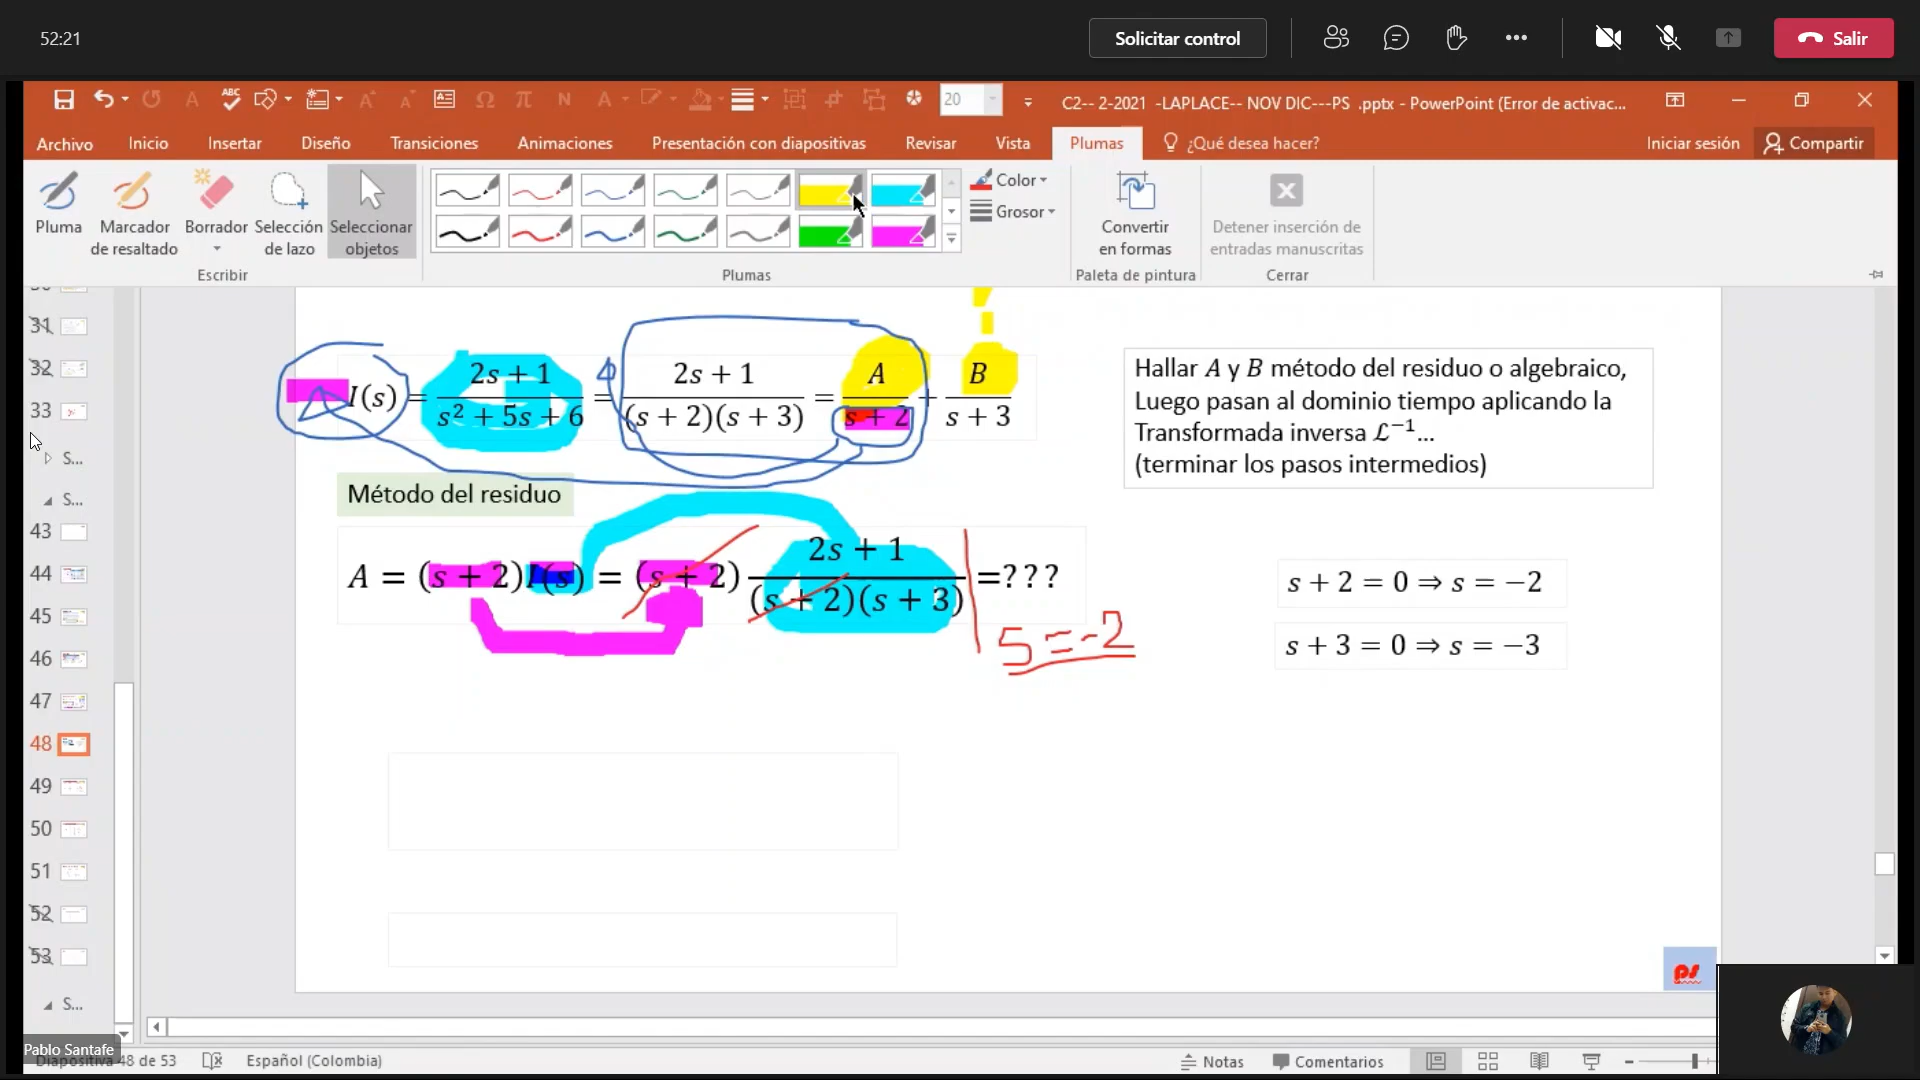 52:21
Solicitar control
Salir
20
C2-- 2-2021 -LAPLACE-- NOV DIC---PS .pptx - PowerPoint (Error de activac...
Archivo
Inicio
Insertar
Diseño
Transiciones
Animaciones
Presentación con diapositivas
Revisar
Vista
Plumas
¿Qué desea hacer?
Iniciar sesión
Compartir
Pluma
Marcador de resaltado
Borrador
Selección de lazo
Seleccionar objetos
Escribir
Plumas
Color
Grosor
Convertir en formas
Paleta de pintura
Detener inserción de entradas manuscritas
Cerrar
31
32
33
S...
S...
43
44
45
46
47
48
49
50
51
52
53
S...
I(s) = (2s + 1)/(s² + 5s + 6) = (2s + 1)/((s + 2)(s + 3)) = A/(s + 2) + B/(s + 3)
Hallar A y B método del residuo o algebraico,
Luego pasan al dominio tiempo aplicando la
Transformada inversa ℒ⁻¹...
(terminar los pasos intermedios)
Método del residuo
A = (s + 2)I(s) = (s + 2) (2s + 1)/((s + 2)(s + 3)) =???
s = -2
s + 2 = 0 ⇒ s = −2
s + 3 = 0 ⇒ s = −3
ps
Pablo Santafe
Diapositiva 48 de 53
Español (Colombia)
Notas
Comentarios